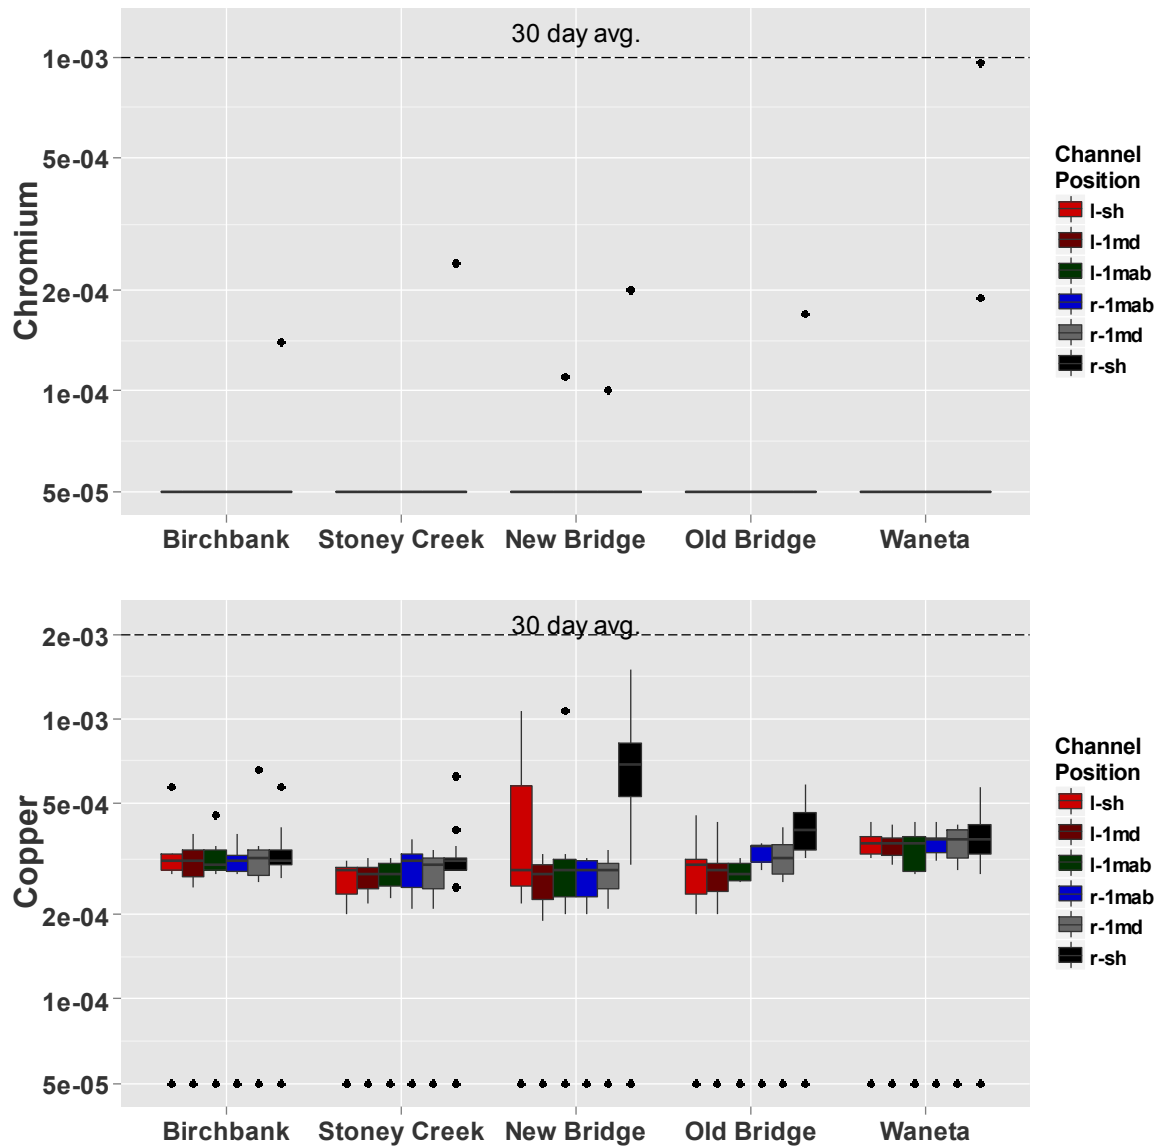 30 day avg.
Chromium
1e-03
5e-04
2e-04
1e-04
5e-05
Birchbank Stoney Creek New Bridge Old Bridge Waneta
Channel
Position
l-sh
l-1md
l-1mab
r-1mab
r-1md
r-sh
30 day avg.
Copper
2e-03
1e-03
5e-04
2e-04
1e-04
5e-05
Birchbank Stoney Creek New Bridge Old Bridge Waneta
Channel
Position
l-sh
l-1md
l-1mab
r-1mab
r-1md
r-sh